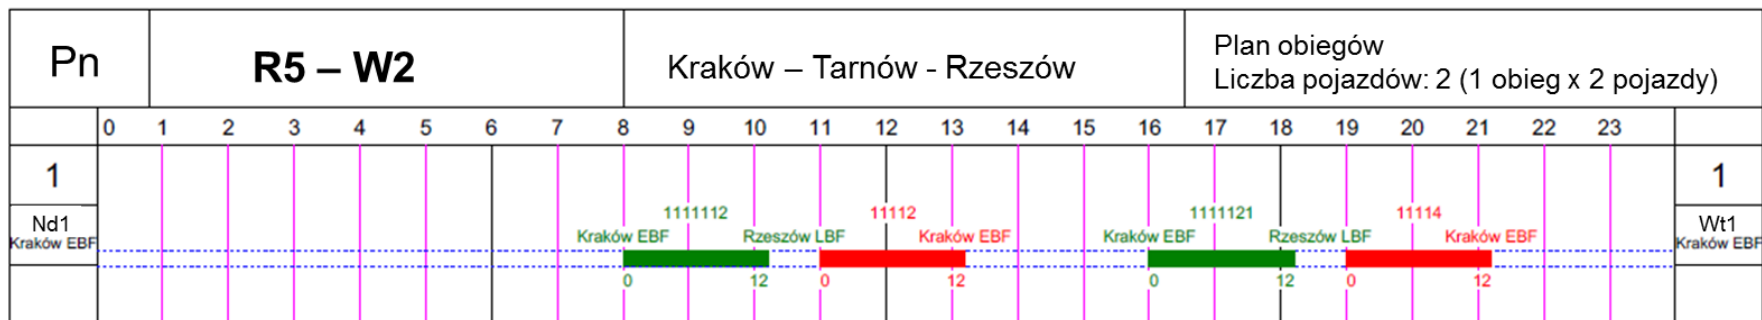 Pn
R5 – W2
Kraków – Tarnów - Rzeszów
Plan obiegów
Liczba pojazdów: 2 (1 obieg x 2 pojazdy)
0 1 2 3 4 5 6 7 8 9 10 11 12 13 14 15 16 17 18 19 20 21 22 23
1 1
Nd1 1111112 11112 1111121 11114 Wt1
Kraków EBF Kraków EBF Rzeszów LBF Kraków EBF Kraków EBF Rzeszów LBF Kraków EBF Kraków EBF
0 12 0 12 0 12 0 12